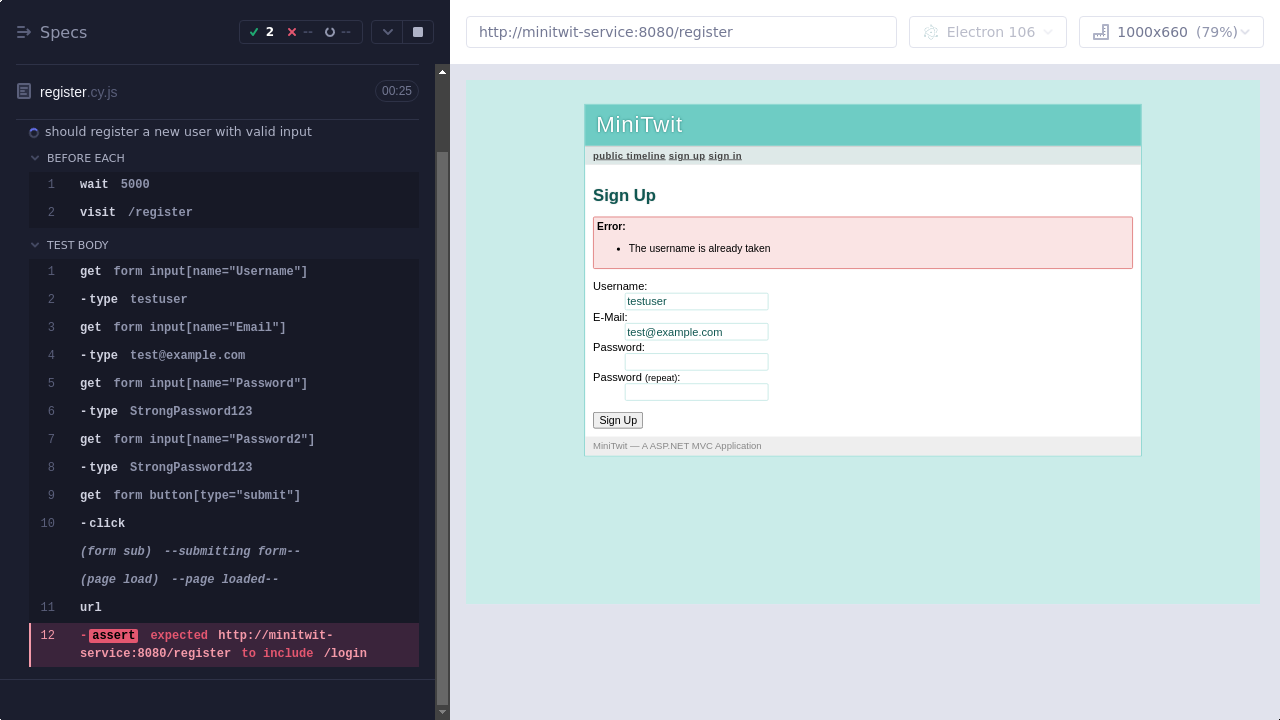 Specs
2
--
--
http://minitwit-service:8080/register
Electron 106
1000x660 (79%)
register.cy.js
00:25
should register a new user with valid input
BEFORE EACH
1 wait 5000
2 visit /register
TEST BODY
1 get form input[name="Username"]
2 -type testuser
3 get form input[name="Email"]
4 -type test@example.com
5 get form input[name="Password"]
6 -type StrongPassword123
7 get form input[name="Password2"]
8 -type StrongPassword123
9 get form button[type="submit"]
10 -click
(form sub) --submitting form--
(page load) --page loaded--
11 url
12 -assert expected http://minitwit-
service:8080/register to include /login
MiniTwit
public timeline sign up sign in
Sign Up
Error:
• The username is already taken
Username:
testuser
E-Mail:
test@example.com
Password:
Password (repeat):
Sign Up
MiniTwit — A ASP.NET MVC Application